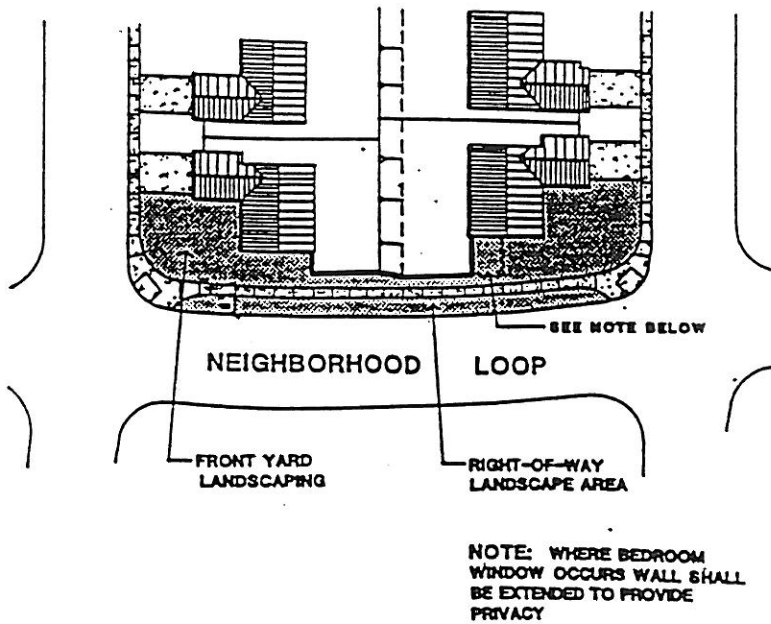 SEE NOTE BELOW
NEIGHBORHOOD LOOP
FRONT YARD
LANDSCAPING
RIGHT-OF-WAY
LANDSCAPE AREA
NOTE: WHERE BEDROOM
WINDOW OCCURS WALL SHALL
BE EXTENDED TO PROVIDE
PRIVACY